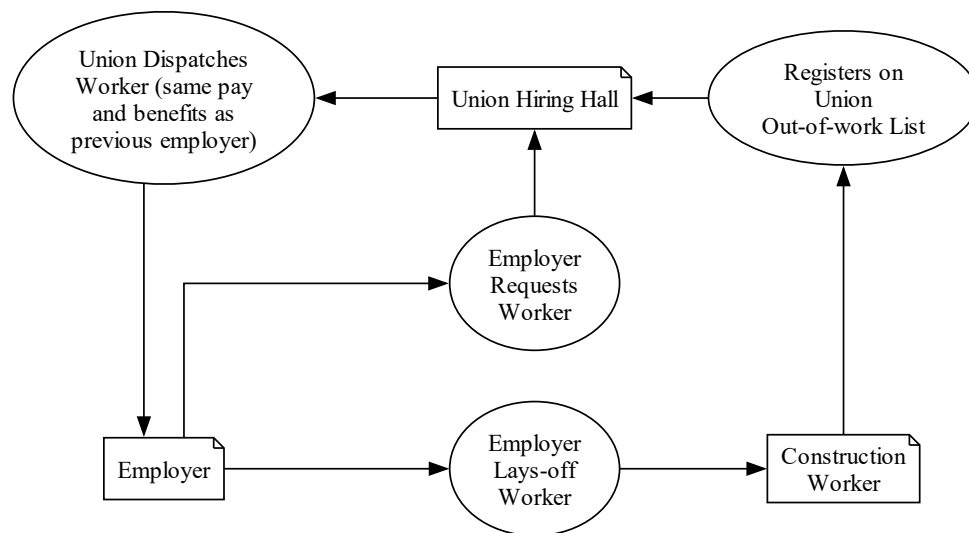 Union Dispatches
Worker (same pay
and benefits as
previous employer)
Union Hiring Hall
Registers on
Union
Out-of-work List
Employer
Requests
Worker
Employer
Employer
Lays-off
Worker
Construction
Worker